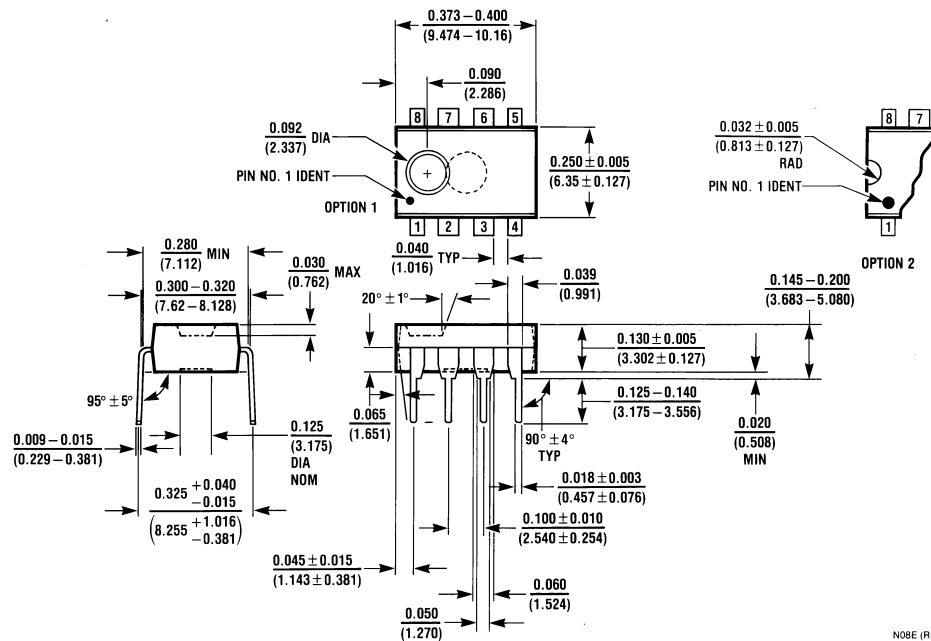 0.373 – 0.400
(9.474 – 10.16)
0.090
(2.286)
8 7 6 5
0.092 DIA
(2.337)
PIN NO. 1 IDENT
+
OPTION 1
0.250 ± 0.005
(6.35 ± 0.127)
1 2 3 4
8 7
0.032 ± 0.005
(0.813 ± 0.127)
RAD
PIN NO. 1 IDENT
1
OPTION 2
0.280 MIN
(7.112)
0.300 – 0.320
(7.62 – 8.128)
0.030 MAX
(0.762)
0.040 TYP
(1.016)
20° ± 1°
0.039
(0.991)
0.145 – 0.200
(3.683 – 5.080)
0.130 ± 0.005
(3.302 ± 0.127)
0.125 – 0.140
(3.175 – 3.556)
0.020
(0.508)
MIN
95° ± 5°
0.009 – 0.015
(0.229 – 0.381)
0.125
(3.175)
DIA
NOM
0.065
(1.651)
90° ± 4°
TYP
0.018 ± 0.003
(0.457 ± 0.076)
0.325 +0.040
–0.015
(8.255 +1.016
–0.381)
0.100 ± 0.010
(2.540 ± 0.254)
0.045 ± 0.015
(1.143 ± 0.381)
0.060
(1.524)
0.050
(1.270)
N08E (R